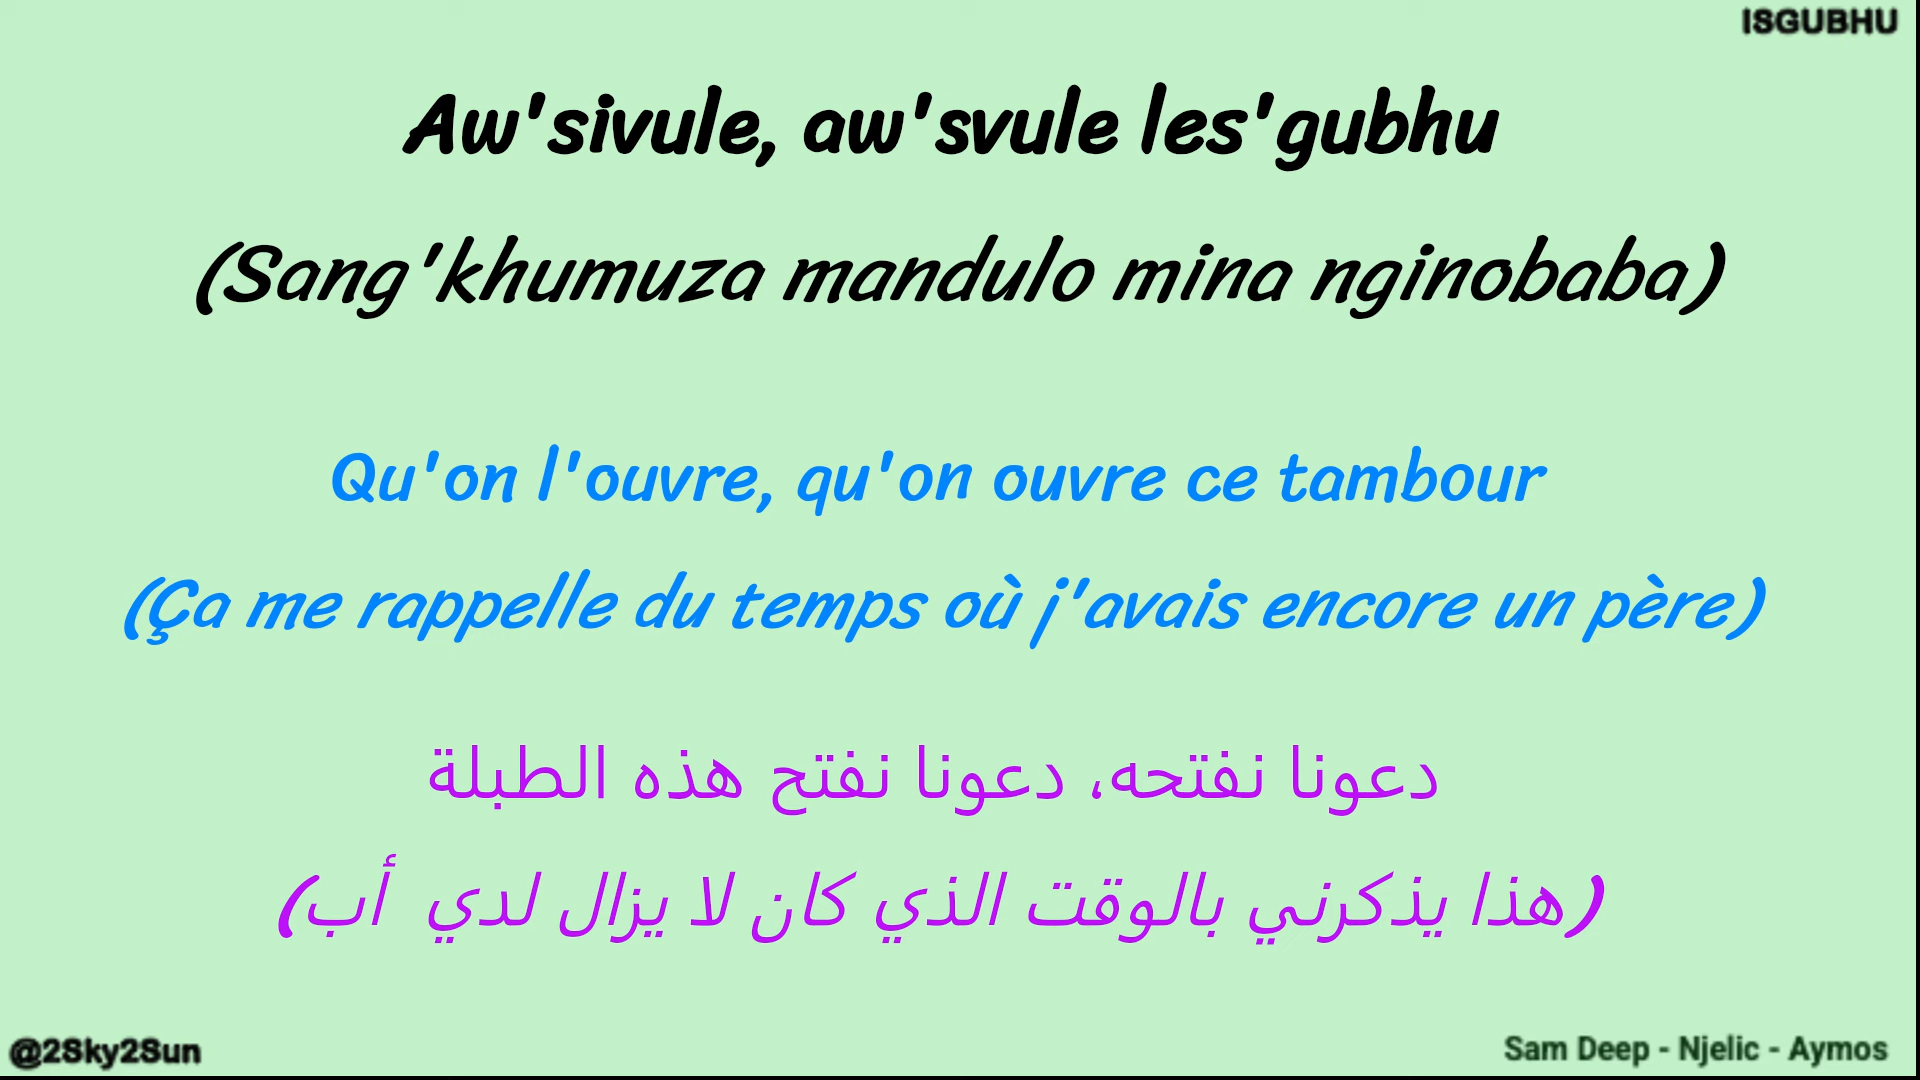 ISGUBHU
Aw'sivule, aw'svule les'gubhu
(Sang'khumuza mandulo mina nginobaba)
Qu'on l'ouvre, qu'on ouvre ce tambour
(Ça me rappelle du temps où j'avais encore un père)
دعونا نفتحه، دعونا نفتح هذه الطبلة
(هذا يذكرني بالوقت الذي كان لا يزال لدي أب)
@2Sky2Sun
Sam Deep - Njelic - Aymos